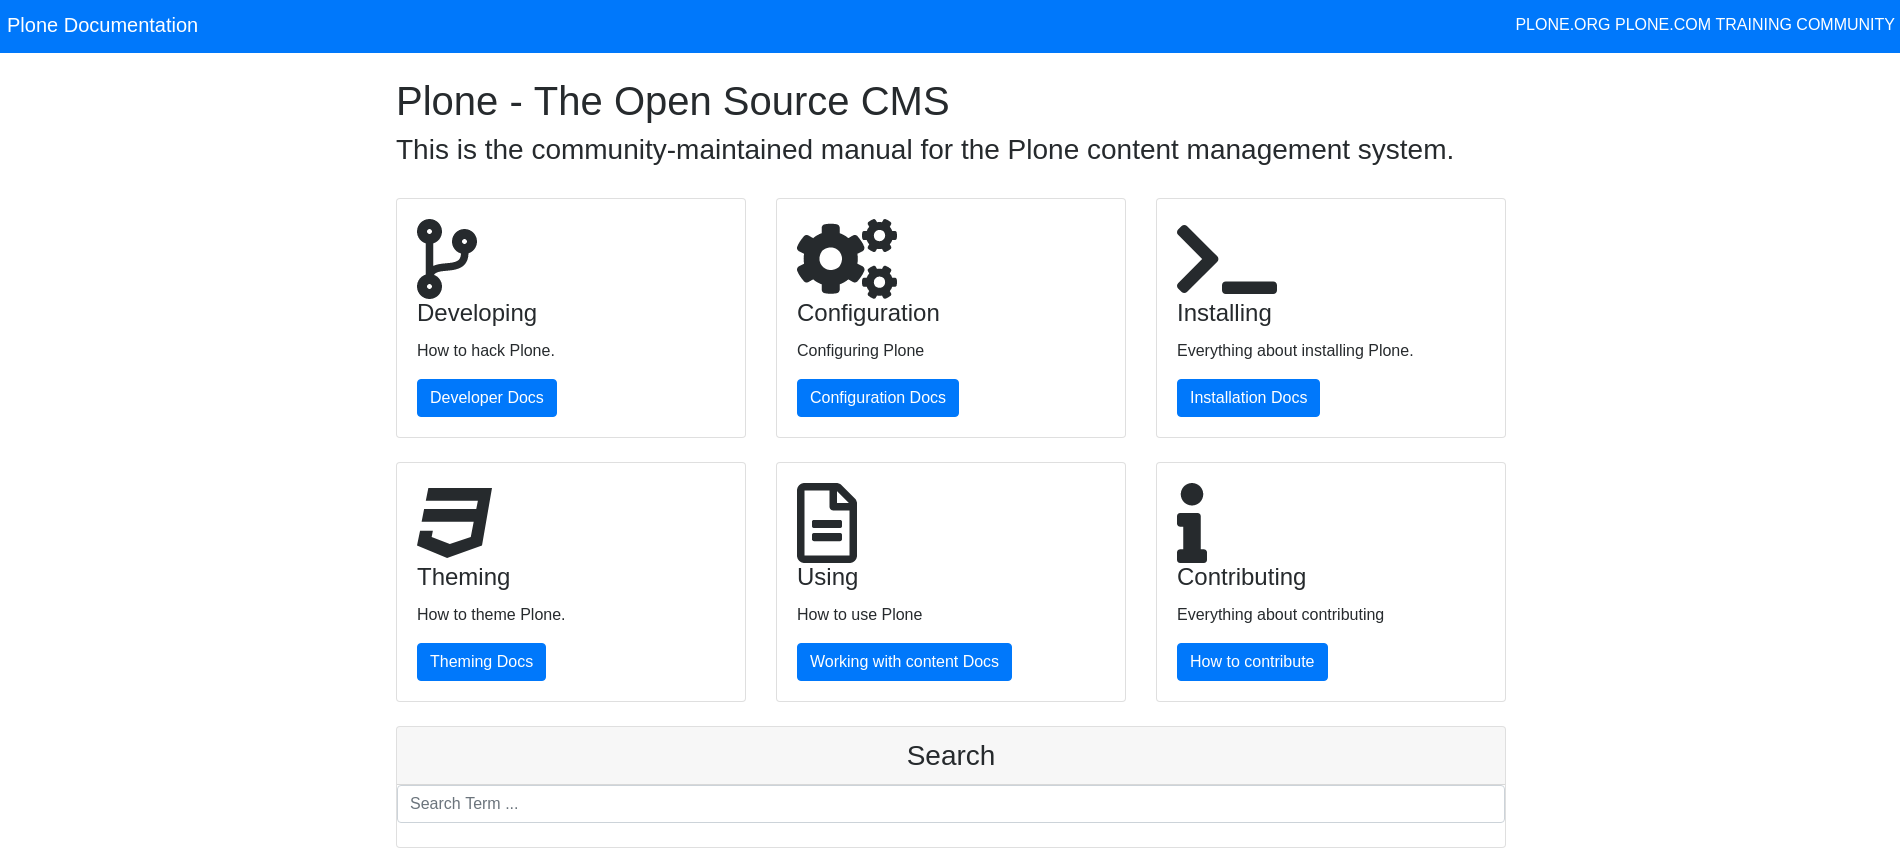 Plone Documentation
PLONE.ORG PLONE.COM TRAINING COMMUNITY
Plone - The Open Source CMS
This is the community-maintained manual for the Plone content management system.
Developing
How to hack Plone.
Developer Docs
Configuration
Configuring Plone
Configuration Docs
Installing
Everything about installing Plone.
Installation Docs
Theming
How to theme Plone.
Theming Docs
Using
How to use Plone
Working with content Docs
Contributing
Everything about contributing
How to contribute
Search
Search Term ...